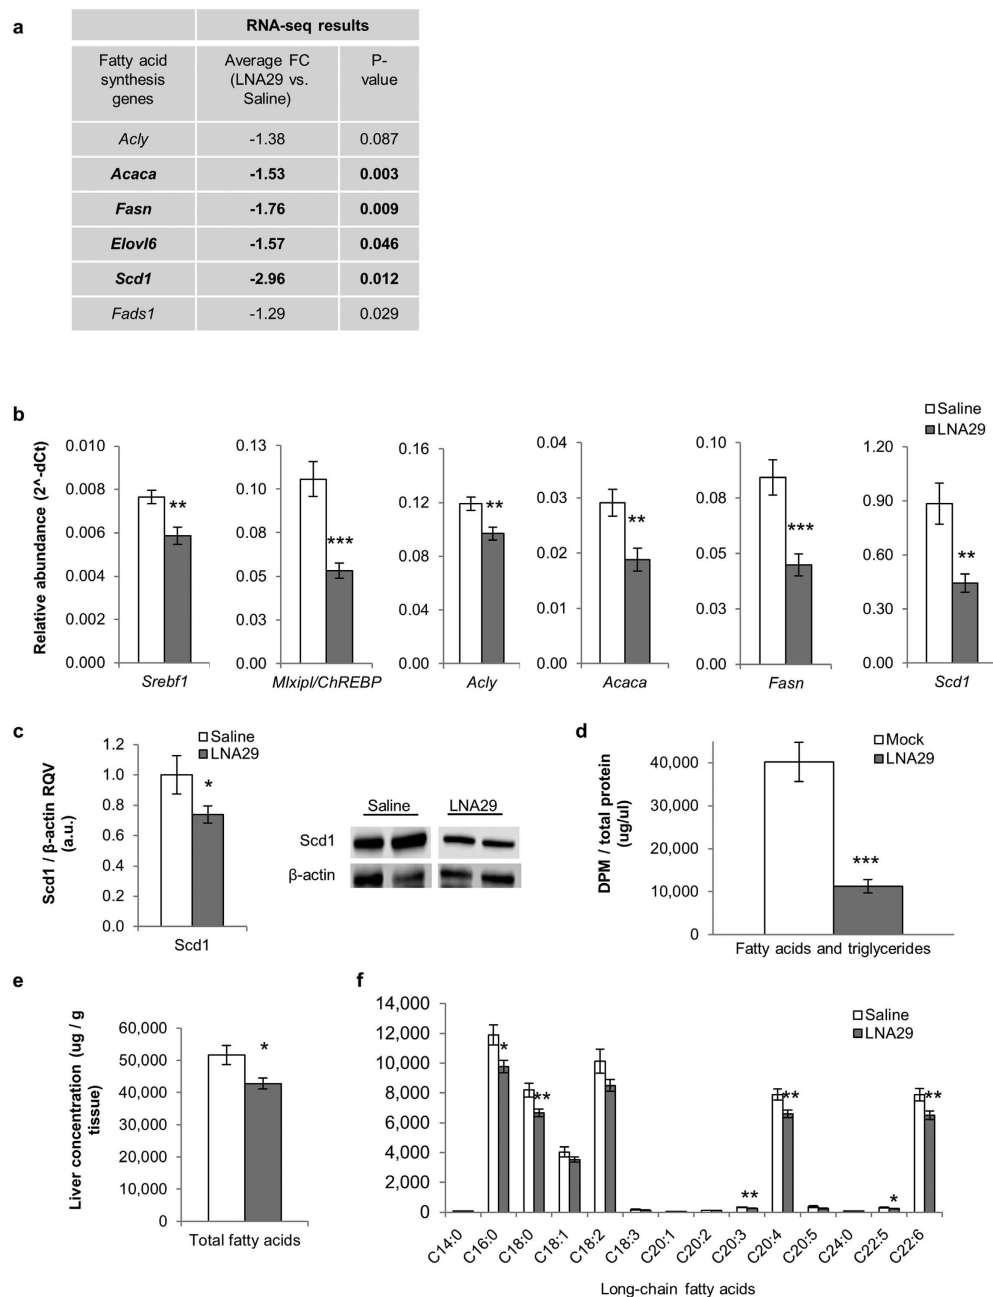 a
RNA-seq results
Fatty acid
synthesis
genes
Average FC
(LNA29 vs.
Saline)
P-
value
Acly -1.38 0.087
Acaca -1.53 0.003
Fasn -1.76 0.009
Elovl6 -1.57 0.046
Scd1 -2.96 0.012
Fads1 -1.29 0.029
b
Saline
LNA29
Relative abundance (2^-dCt)
0.010
0.008
0.006
0.004
0.002
0.000
**
Srebf1
0.13
0.10
0.08
0.05
0.03
0.00
***
Mlxipl/ChREBP
0.16
0.12
0.08
0.04
0.00
**
Acly
0.04
0.03
0.02
0.01
0.00
**
Acaca
0.10
0.08
0.05
0.03
0.00
***
Fasn
1.20
0.90
0.60
0.30
0.00
**
Scd1
c
Scd1 / β-actin RQV
(a.u.)
1.2
1.0
0.8
0.6
0.4
0.2
0.0
Saline
LNA29
*
Scd1
Saline LNA29
Scd1
β-actin
d
DPM / total protein
(ug/ul)
40,000
30,000
20,000
10,000
0
Mock
LNA29
***
Fatty acids and triglycerides
e
Liver concentration (ug / g
tissue)
60,000
50,000
40,000
30,000
20,000
10,000
0
*
Total fatty acids
f
14,000
12,000
10,000
8,000
6,000
4,000
2,000
0
Saline
LNA29
*
**
**
**
*
**
C14:0
C16:0
C18:0
C18:1
C18:2
C18:3
C20:1
C20:2
C20:3
C20:4
C20:5
C24:0
C22:5
C22:6
Long-chain fatty acids